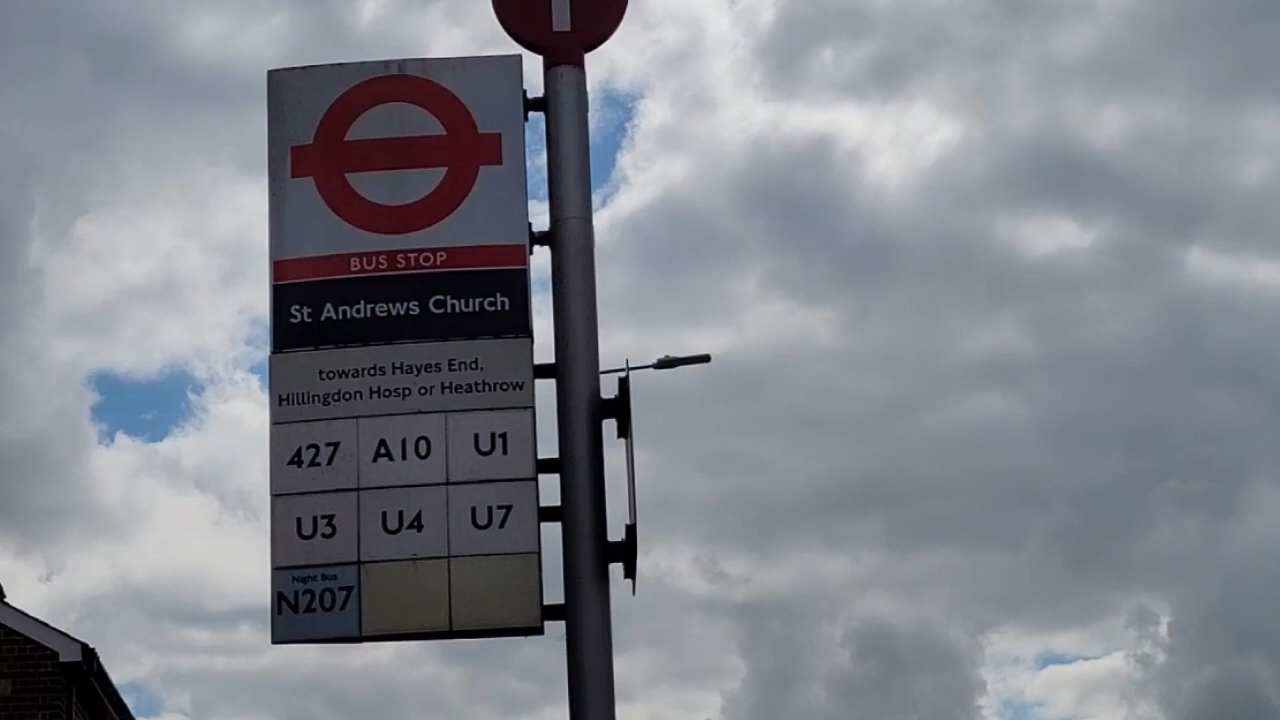 BUS STOP
St Andrews Church
towards Hayes End,
Hillingdon Hosp or Heathrow
427 A10 U1
U3 U4 U7
Night Bus
N207